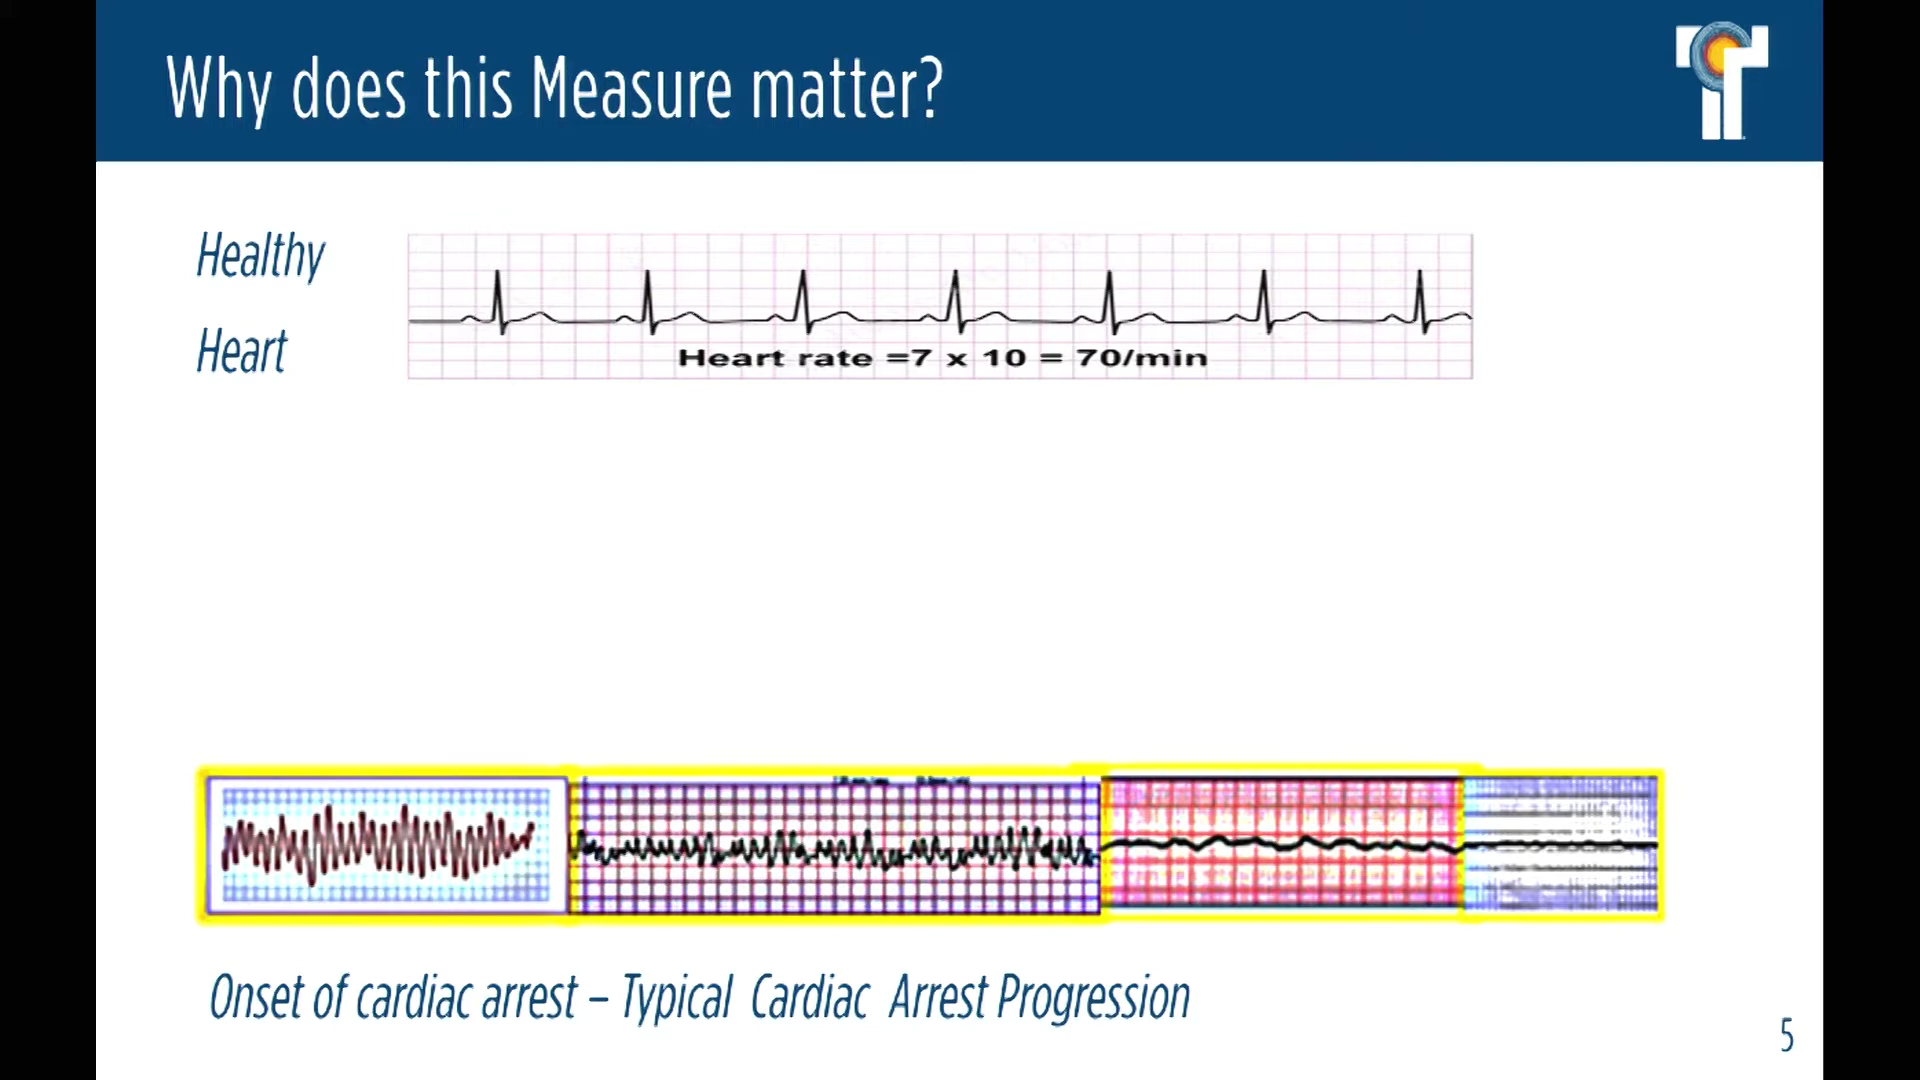 Why does this Measure matter?
Healthy
Heart
Heart rate =7 x 10 = 70/min
Onset of cardiac arrest – Typical Cardiac Arrest Progression
5